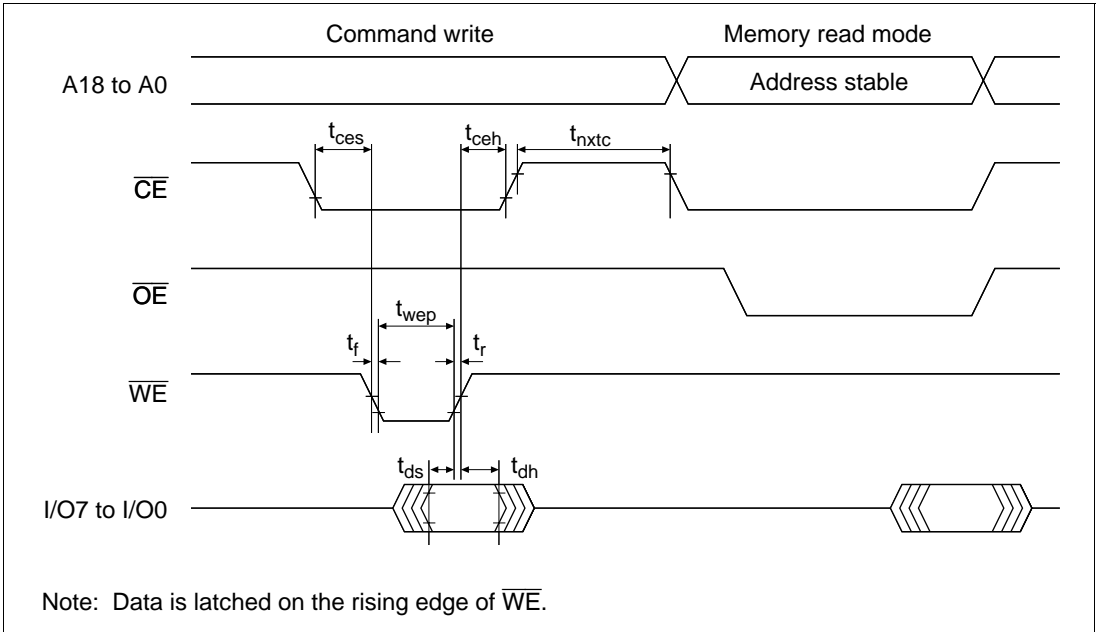 Command write
Memory read mode
A18 to A0
Address stable
tces
tceh
tnxtc
CE
OE
twep
tf
tr
WE
tds
tdh
I/O7 to I/O0
Note: Data is latched on the rising edge of WE.